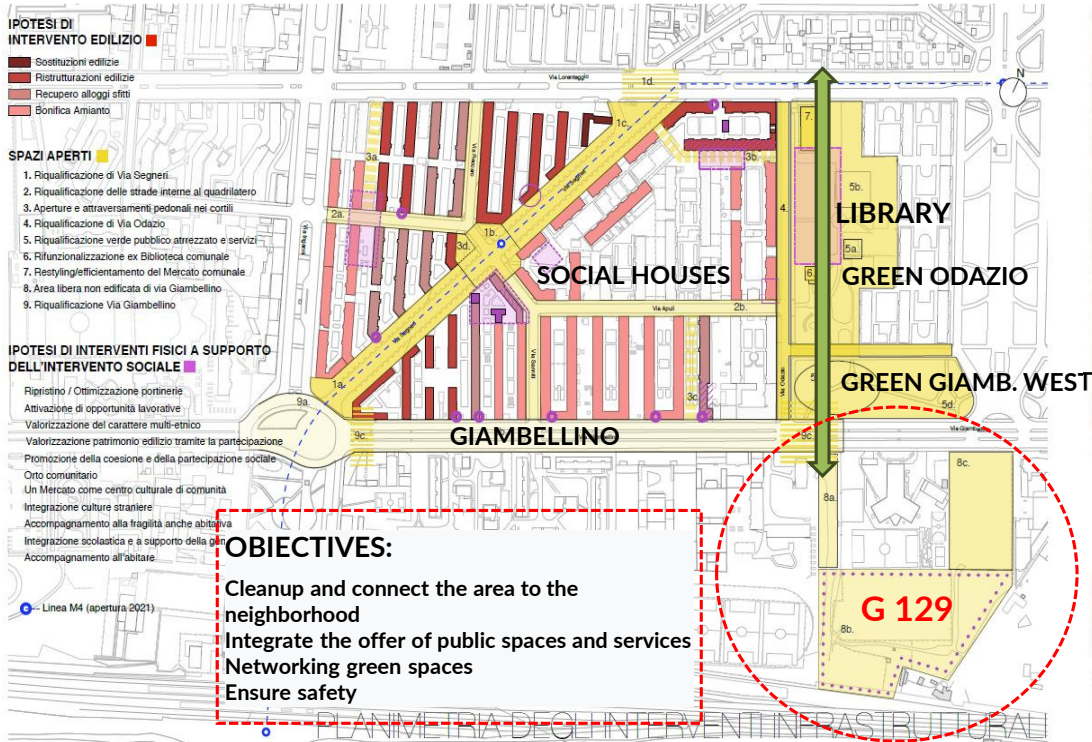 IPOTESI DI
INTERVENTO EDILIZIO
Sostituzioni edilizie
Ristrutturazioni edilizie
Recupero alloggi sfitti
Bonifica Amianto
SPAZI APERTI
1. Riqualificazione di Via Segneri
2. Riqualificazione delle strade interne al quadrilatero
3. Aperture e attraversamenti pedonali nei cortili
4. Riqualificazione di Via Odazio
5. Riqualificazione verde pubblico attrezzato e servizi
6. Rifunzionalizzazione ex Biblioteca comunale
7. Restyling/efficientamento del Mercato comunale
8. Area libera non edificata di via Giambellino
9. Riqualificazione Via Giambellino
IPOTESI DI INTERVENTI FISICI A SUPPORTO
DELL'INTERVENTO SOCIALE
Ripristino / Ottimizzazione portinerie
Attivazione di opportunità lavorative
Valorizzazione del carattere multi-etnico
Valorizzazione patrimonio edilizio tramite la partecipazione
Promozione della coesione e della partecipazione sociale
Orto comunitario
Un Mercato come centro culturale di comunità
Integrazione culture straniere
Accompagnamento alla fragilità anche abitativa
Integrazione scolastica e a supporto della
Accompagnamento all'abitare
Linea M4 (apertura 2021)
Via Lorenteggio
1d.
N
1c.
7.
3a.
3b.
Via Segneri
4.
5b.
2a.
LIBRARY
1b.
3d.
5a.
6.
SOCIAL HOUSES
GREEN ODAZIO
Via Apuli
2b.
Via Segneri
Via Odazio
1a.
3c.
GREEN GIAMB. WEST
9a.
5d.
9c.
GIAMBELLINO
9c.
8a.
8c.
G 129
8b.
OBIECTIVES:
Cleanup and connect the area to the
neighborhood
Integrate the offer of public spaces and services
Networking green spaces
Ensure safety
PLANIMETRIA DEGLI INTERVENTI INFRASTRUTTURALI